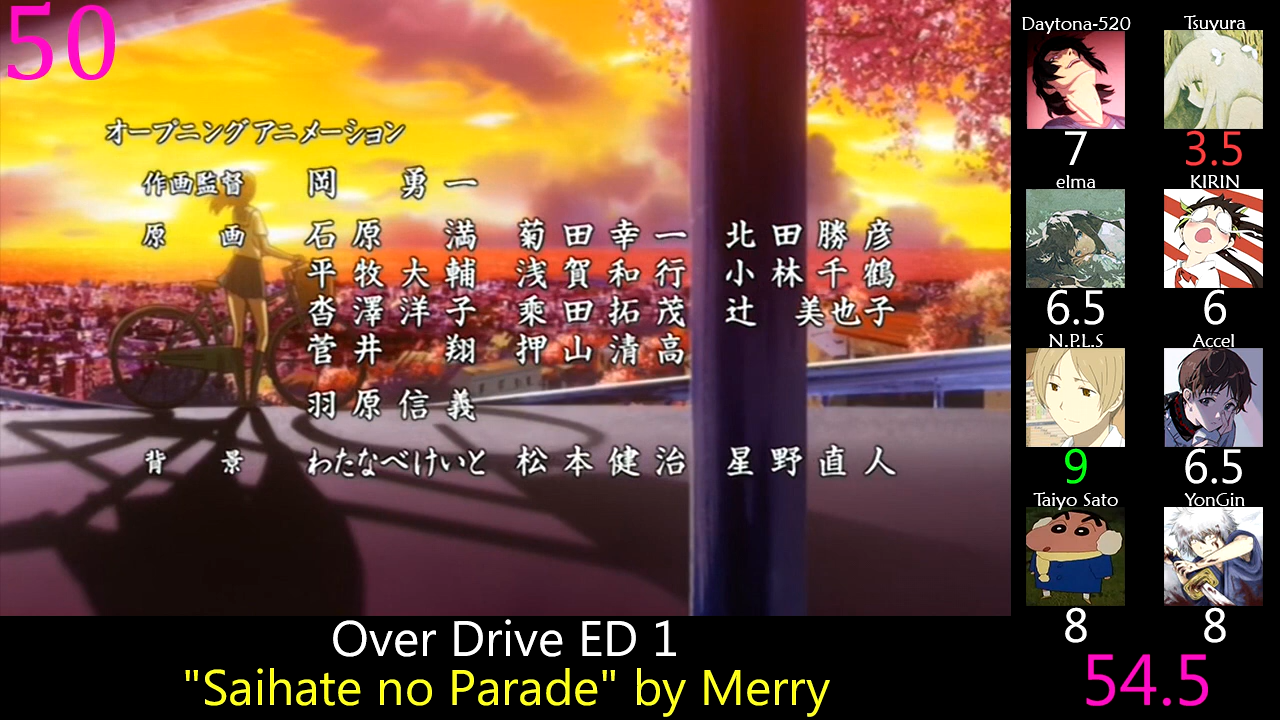 50
オープニングアニメーション
作画監督 岡 勇一
原 画 石原 満 菊田幸一 北田勝彦
平牧大輔 浅賀和行 小林千鶴
沓澤洋子 乗田拓茂 辻 美也子
菅井 翔 押山清高
羽原信義
背 景 わたなべけいと 松本健治 星野直人
Over Drive ED 1
"Saihate no Parade" by Merry
Daytona-520 Tsuyura
7 3.5
elma KIRIN
6.5 6
N.P.L.S Accel
9 6.5
Taiyo Sato YonGin
8 8
54.5